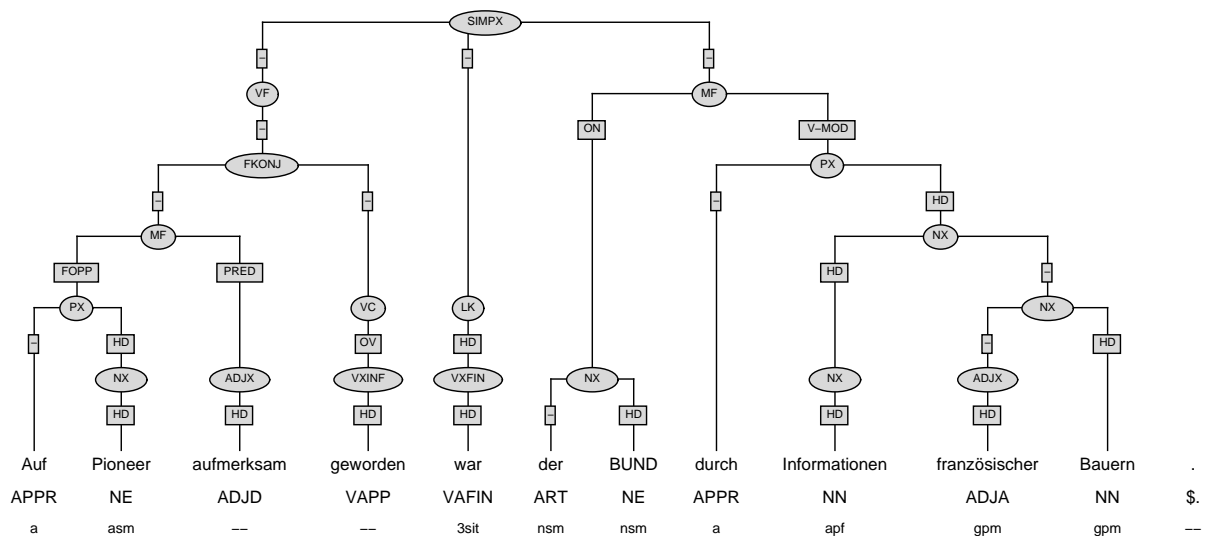 SIMPX
– – –
VF MF
– ON V–MOD
FKONJ PX
– – – HD
MF NX
FOPP PRED HD –
PX VC LK NX
– HD OV HD – HD
NX ADJX VXINF VXFIN NX NX ADJX
HD HD HD HD – HD HD HD
Auf Pioneer aufmerksam geworden war der BUND durch Informationen französischer Bauern .
APPR NE ADJD VAPP VAFIN ART NE APPR NN ADJA NN $.
a asm –– –– 3sit nsm nsm a apf gpm gpm ––